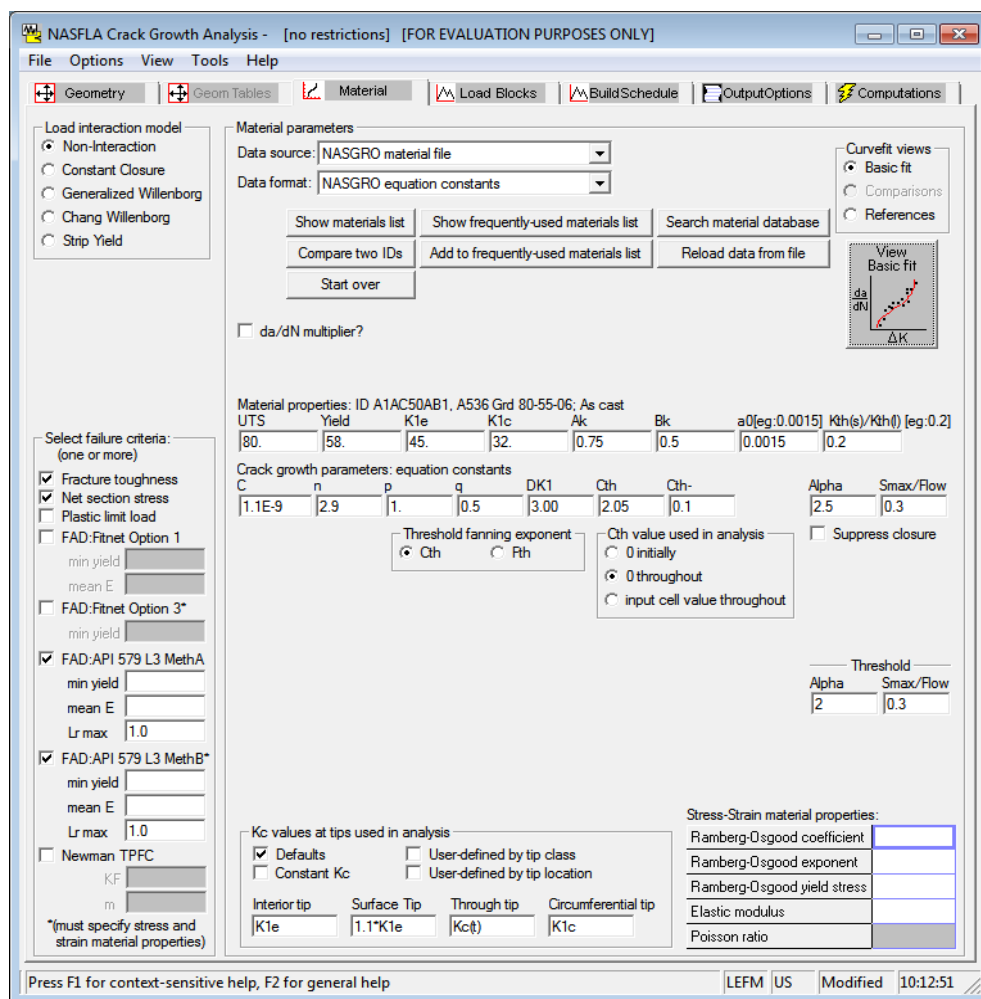 NASFLA Crack Growth Analysis - [no restrictions] [FOR EVALUATION PURPOSES ONLY]
File Options View Tools Help
Geometry Geom Tables Material Load Blocks BuildSchedule OutputOptions Computations
Load interaction model
Non-Interaction
Constant Closure
Generalized Willenborg
Chang Willenborg
Strip Yield
Material parameters
Data source: NASGRO material file
Data format: NASGRO equation constants
Show materials list Show frequently-used materials list Search material database
Compare two IDs Add to frequently-used materials list Reload data from file
Start over
da/dN multiplier?
Curvefit views
Basic fit
Comparisons
References
View
Basic fit
da
dN
ΔK
Material properties: ID A1AC50AB1, A536 Grd 80-55-06; As cast
UTS Yield K1e K1c Ak Bk a0[eg:0.0015] Kth(s)/Kth(l) [eg:0.2]
80. 58. 45. 32. 0.75 0.5 0.0015 0.2
Crack growth parameters: equation constants
C n p q DK1 Cth Cth- Alpha Smax/Flow
1.1E-9 2.9 1. 0.5 3.00 2.05 0.1 2.5 0.3
Threshold fanning exponent
Cth Rth
Cth value used in analysis
0 initially
0 throughout
input cell value throughout
Suppress closure
Threshold
Alpha Smax/Flow
2 0.3
Select failure criteria:
(one or more)
Fracture toughness
Net section stress
Plastic limit load
FAD:Fitnet Option 1
min yield
mean E
FAD:Fitnet Option 3*
min yield
FAD:API 579 L3 MethA
min yield
mean E
Lr max 1.0
FAD:API 579 L3 MethB*
min yield
mean E
Lr max 1.0
Newman TPFC
KF
m
*(must specify stress and
strain material properties)
Kc values at tips used in analysis
Defaults User-defined by tip class
Constant Kc User-defined by tip location
Interior tip Surface Tip Through tip Circumferential tip
K1e 1.1*K1e Kc(t) K1c
Stress-Strain material properties:
Ramberg-Osgood coefficient
Ramberg-Osgood exponent
Ramberg-Osgood yield stress
Elastic modulus
Poisson ratio
Press F1 for context-sensitive help, F2 for general help LEFM US Modified 10:12:51